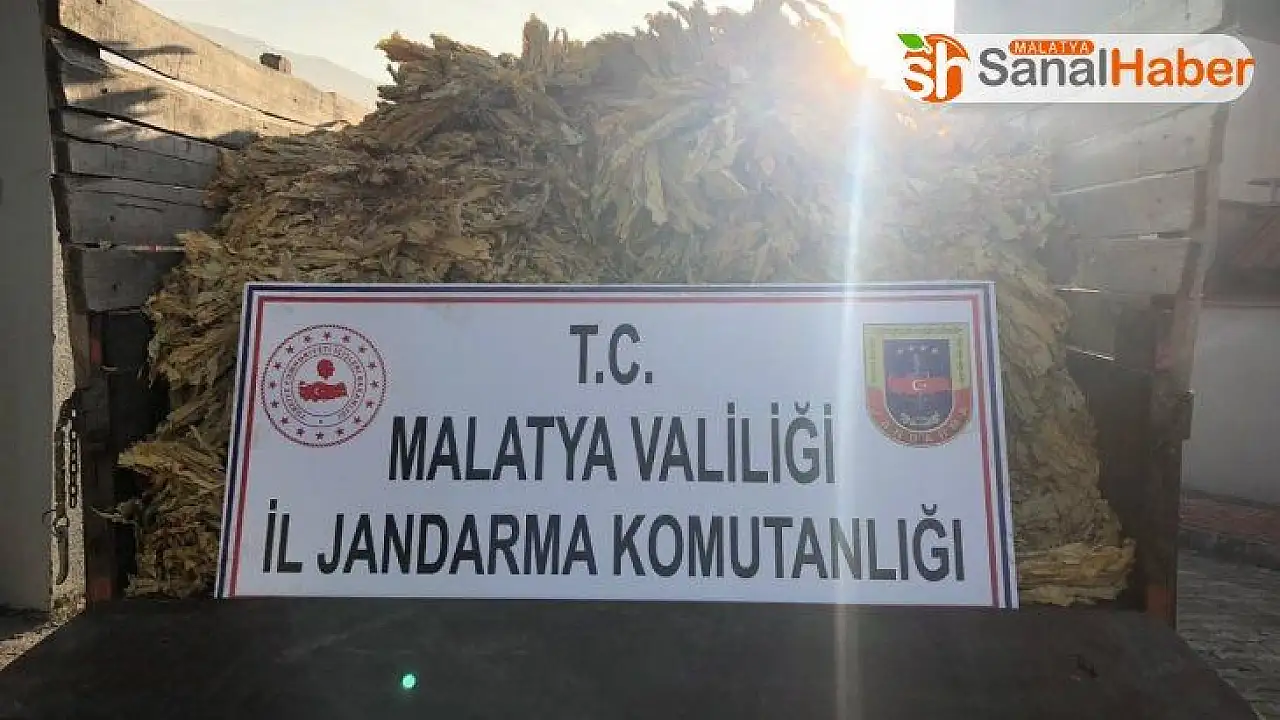 MALATYA
SanalHaber
T.C.
MALATYA VALİLİĞİ
İL JANDARMA KOMUTANLIĞI